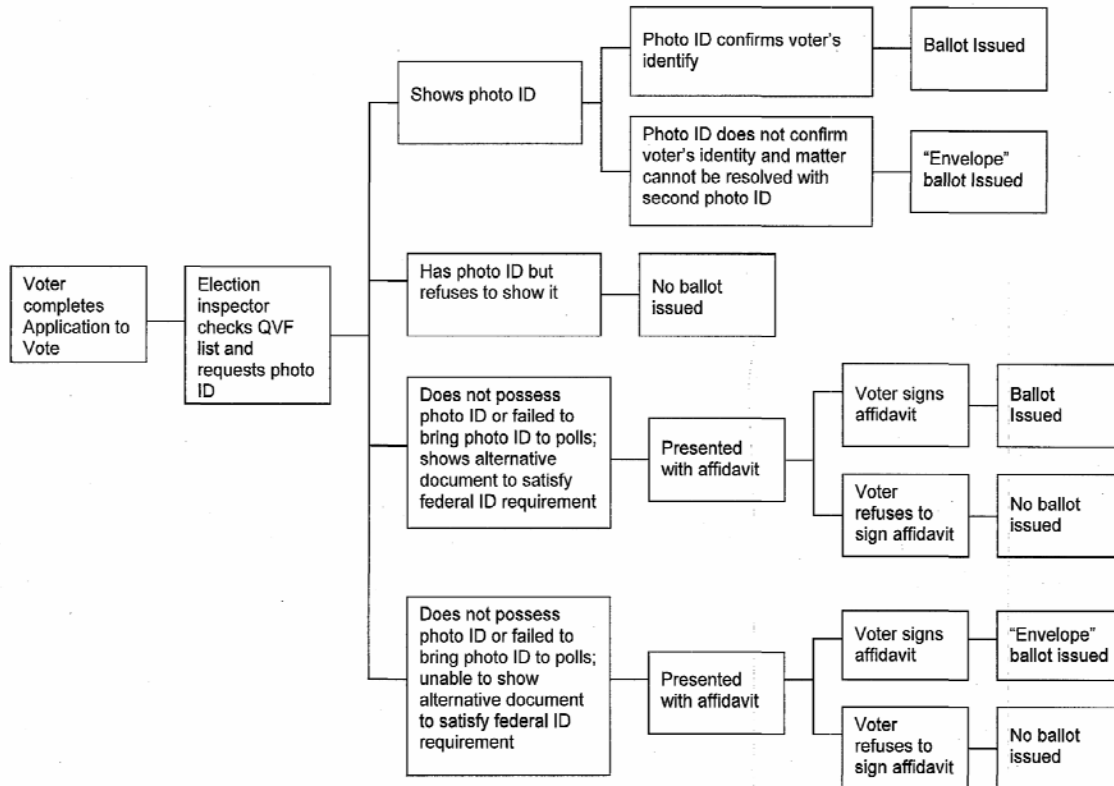 Voter
completes
Application to
Vote
Election
inspector
checks QVF
list and
requests photo
ID
Shows photo ID
Photo ID confirms voter's
identify
Ballot Issued
Photo ID does not confirm
voter's identity and matter
cannot be resolved with
second photo ID
“Envelope”
ballot Issued
Has photo ID but
refuses to show it
No ballot
issued
Does not possess
photo ID or failed to
bring photo ID to polls;
shows alternative
document to satisfy
federal ID requirement
Presented
with affidavit
Voter signs
affidavit
Ballot
Issued
Voter
refuses to
sign affidavit
No ballot
issued
Does not possess
photo ID or failed to
bring photo ID to polls;
unable to show
alternative document
to satisfy federal ID
requirement
Presented
with affidavit
Voter signs
affidavit
“Envelope”
ballot issued
Voter
refuses to
sign affidavit
No ballot
issued